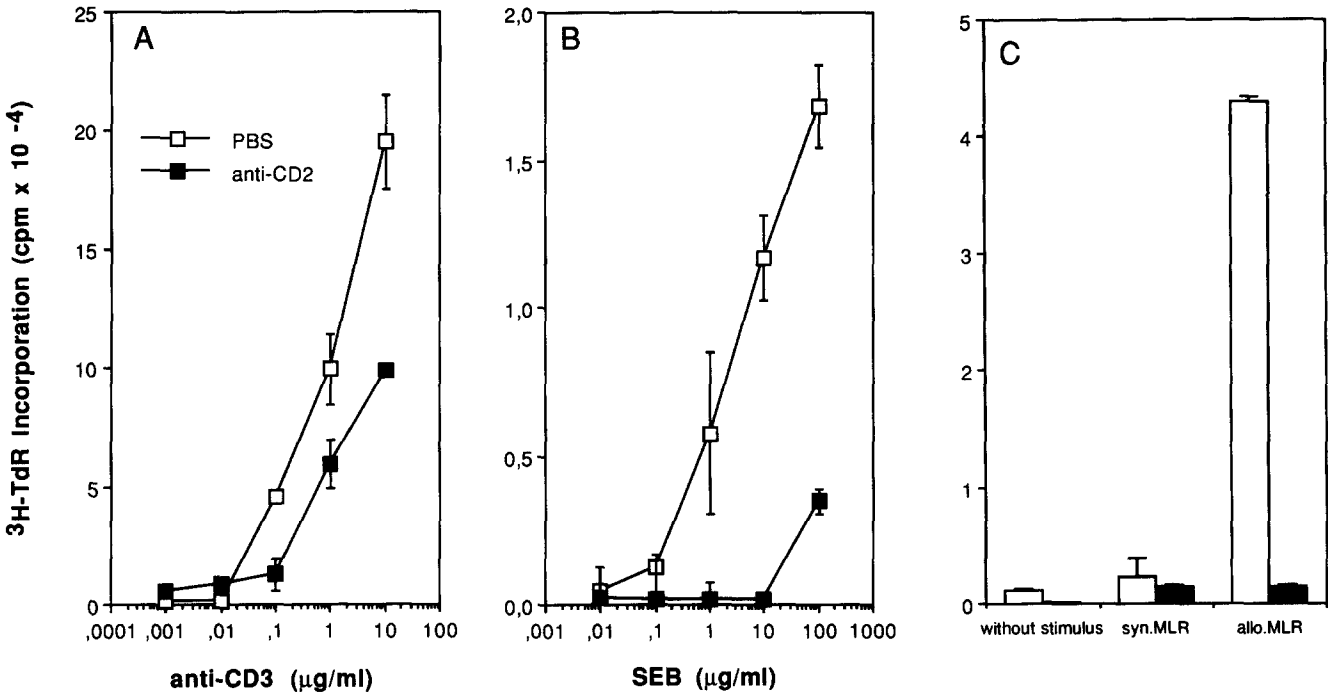 ³H-TdR Incorporation (cpm x 10 -4)
A
25
20
15
10
5
0
PBS
anti-CD2
,0001 ,001 ,01 ,1 1 10 100
anti-CD3 (µg/ml)
B
2,0
1,5
1,0
0,5
0,0
,001 ,01 ,1 1 10 100 1000
SEB (µg/ml)
C
5
4
3
2
1
0
without stimulus syn.MLR allo.MLR